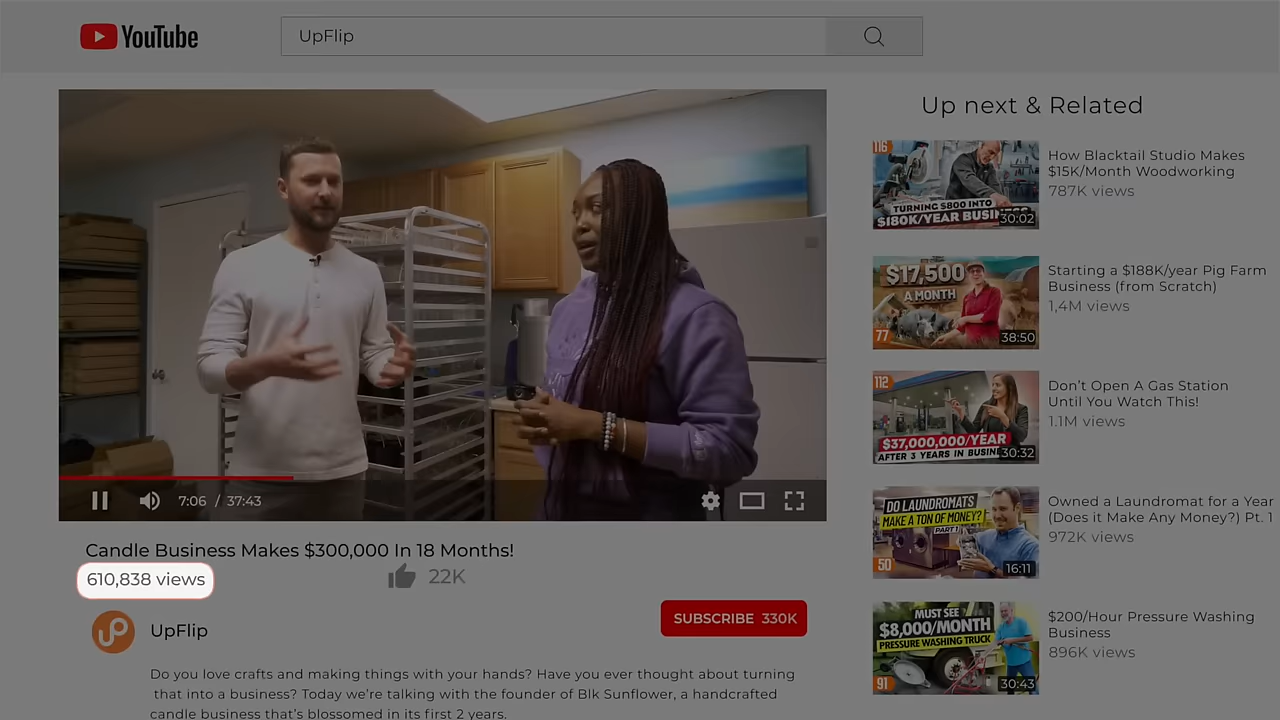 YouTube
UpFlip
7:06 / 37:43
Candle Business Makes $300,000 In 18 Months!
610,838 views
22K
UP
UpFlip
SUBSCRIBE 330K
Do you love crafts and making things with your hands? Have you ever thought about turning
that into a business? Today we're talking with the founder of Blk Sunflower, a handcrafted
candle business that's blossomed in its first 2 years.
Up next & Related
116
TURNING $800 INTO
$180K/YEAR BUSINESS
30:02
How Blacktail Studio Makes
$15K/Month Woodworking
787K views
$17,500
A MONTH
77
38:50
Starting a $188K/year Pig Farm
Business (from Scratch)
1,4M views
112
$37,000,000/YEAR
AFTER 3 YEARS IN BUSINESS
30:32
Don't Open A Gas Station
Until You Watch This!
1.1M views
DO LAUNDROMATS
MAKE A TON OF MONEY?
PART 1
50
16:11
Owned a Laundromat for a Year
(Does it Make Any Money?) Pt. 1
972K views
MUST SEE
$8,000/MONTH
PRESSURE WASHING TRUCK
91
30:43
$200/Hour Pressure Washing
Business
896K views